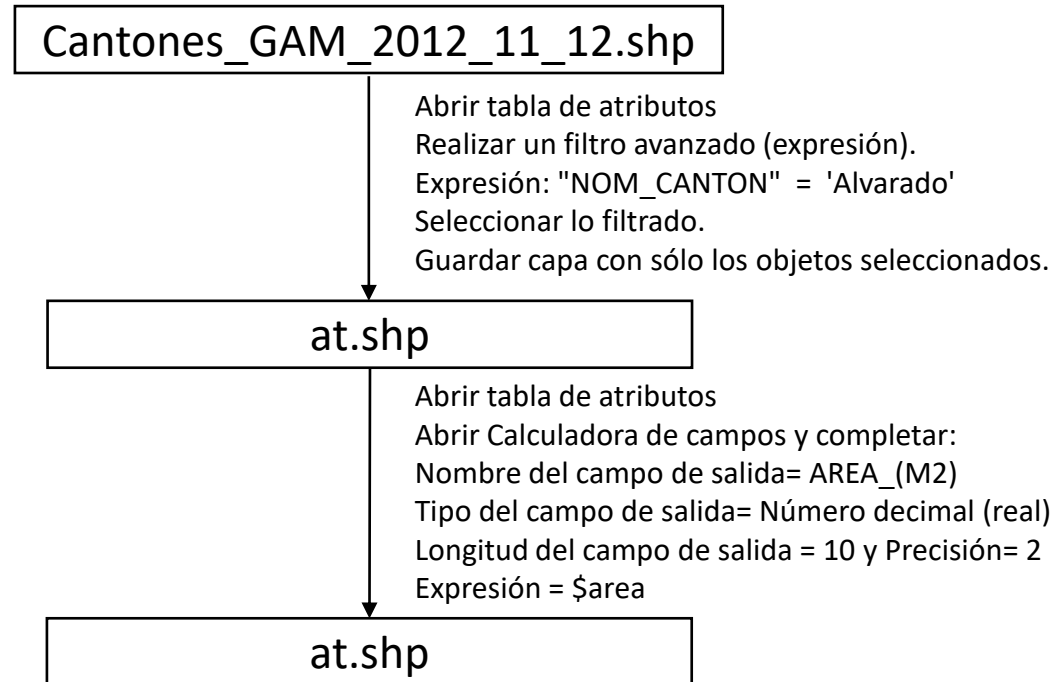 Cantones_GAM_2012_11_12.shp
Abrir tabla de atributos
Realizar un filtro avanzado (expresión).
Expresión: "NOM_CANTON" = 'Alvarado'
Seleccionar lo filtrado.
Guardar capa con sólo los objetos seleccionados.
at.shp
Abrir tabla de atributos
Abrir Calculadora de campos y completar:
Nombre del campo de salida= AREA_(M2)
Tipo del campo de salida= Número decimal (real)
Longitud del campo de salida = 10 y Precisión= 2
Expresión = $area
at.shp